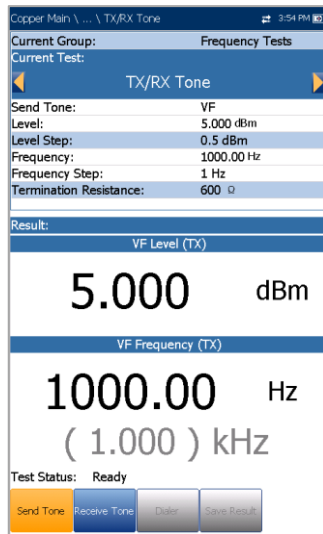 Copper Main \ ... \ TX/RX Tone 3:54 PM
Current Group: Frequency Tests
Current Test:
TX/RX Tone
Send Tone: VF
Level: 5.000 dBm
Level Step: 0.5 dBm
Frequency: 1000.00 Hz
Frequency Step: 1 Hz
Termination Resistance: 600 Ω
Result:
VF Level (TX)
5.000 dBm
VF Frequency (TX)
1000.00 Hz
( 1.000 ) kHz
Test Status: Ready
Send Tone Receive Tone Dialer Save Result